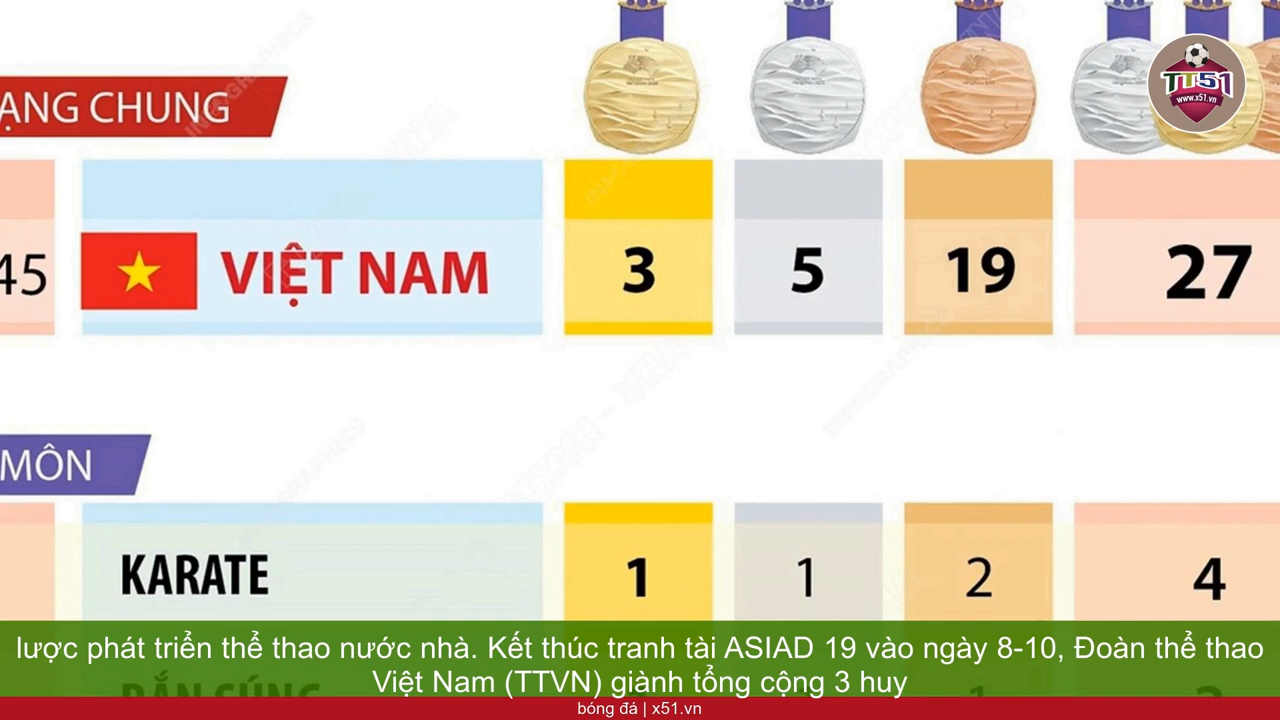 ẠNG CHUNG
TT51
www.x51.vn
45 VIỆT NAM 3 5 19 27
MÔN
KARATE 1 1 2 4
BẮN SÚNG
lược phát triển thể thao nước nhà. Kết thúc tranh tài ASIAD 19 vào ngày 8-10, Đoàn thể thao
Việt Nam (TTVN) giành tổng cộng 3 huy
bóng đá | x51.vn